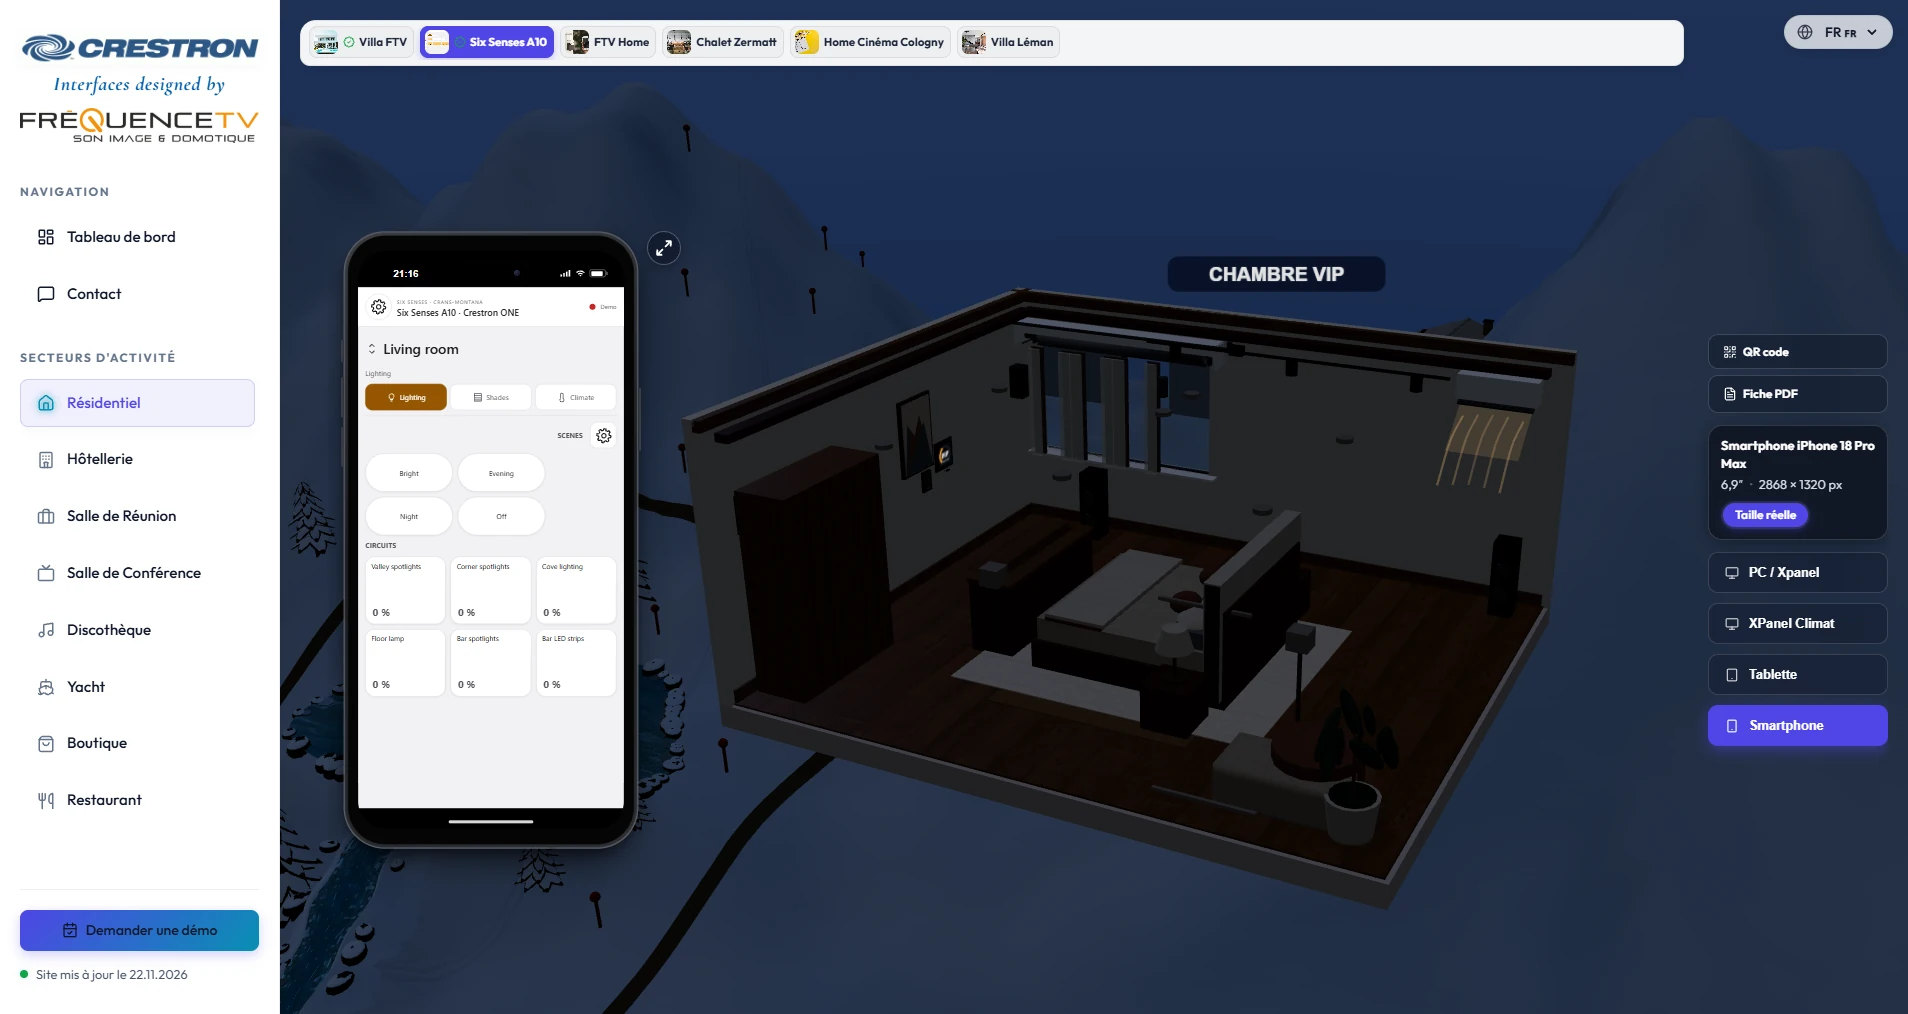 CRESTRON
Interfaces designed by
FRÉQUENCETV
SON IMAGE & DOMOTIQUE
NAVIGATION
Tableau de bord
Contact
SECTEURS D'ACTIVITÉ
Résidentiel
Hôtellerie
Salle de Réunion
Salle de Conférence
Discothèque
Yacht
Boutique
Restaurant
Demander une démo
Site mis à jour le 22.11.2026
Villa FTV
Six Senses A10
FTV Home
Chalet Zermatt
Home Cinéma Cologny
Villa Léman
FR FR
21:16
SIX SENSES - CRANS-MONTANA
Six Senses A10 - Crestron ONE
Demo
Living room
Lighting
Lighting
Shades
Climate
SCENES
Bright
Evening
Night
Off
CIRCUITS
Valley spotlights
Corner spotlights
Cove lighting
0 %
0 %
0 %
Floor lamp
Bar spotlights
Bar LED strips
0 %
0 %
0 %
CHAMBRE VIP
QR code
Fiche PDF
Smartphone iPhone 18 Pro
Max
6,9" · 2868 × 1320 px
Taille réelle
PC / Xpanel
XPanel Climat
Tablette
Smartphone